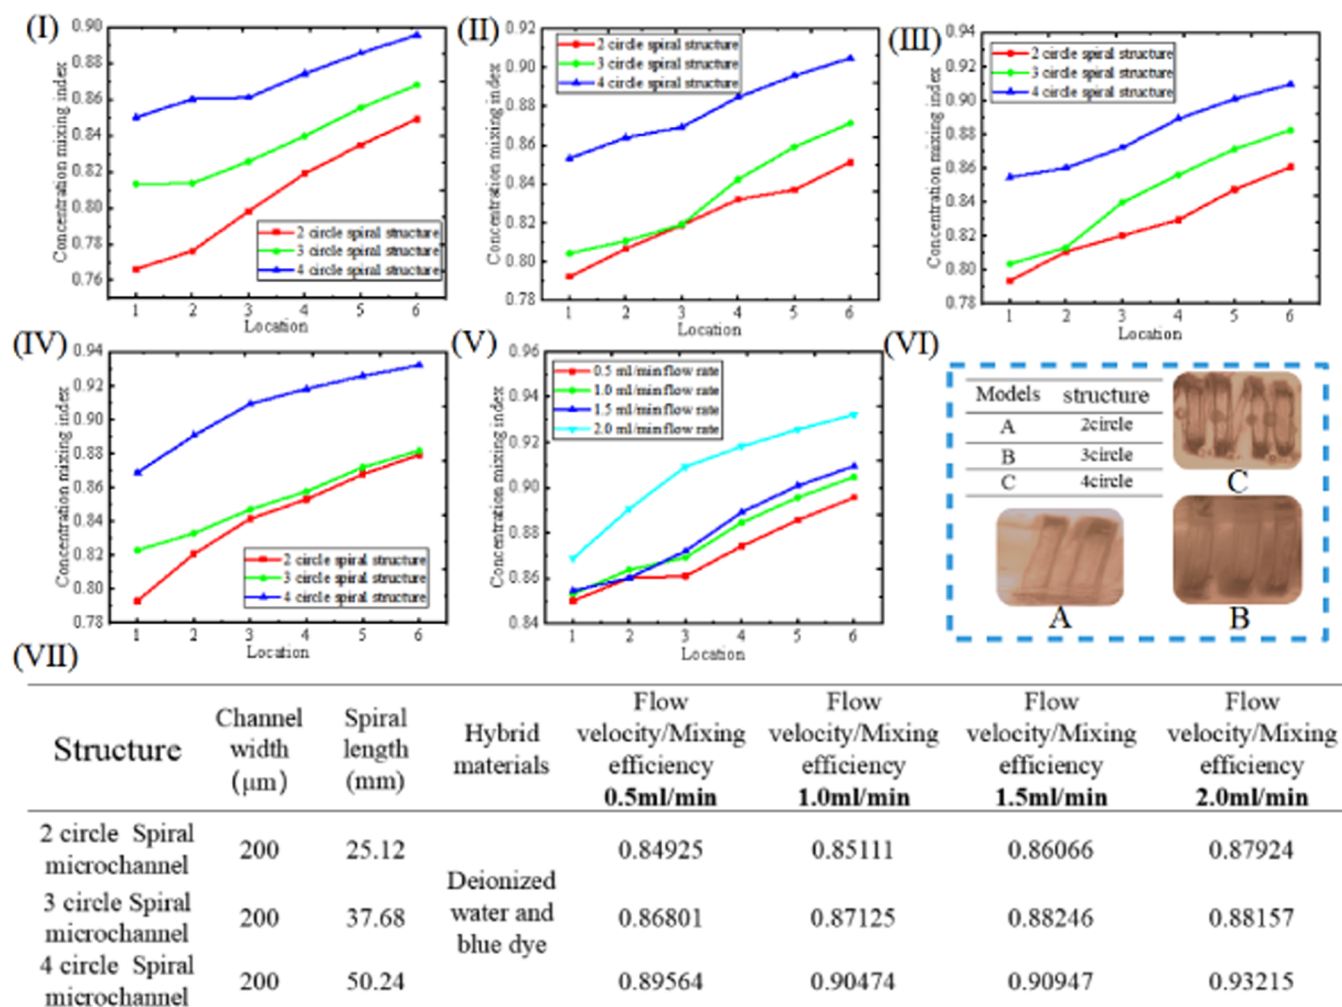 (I)
0.90
0.88
0.86
0.84
0.82
0.80
0.78
0.76
Concentration mixing index
2 circle spiral structure
3 circle spiral structure
4 circle spiral structure
1 2 3 4 5 6
Location
(II)
0.92
0.90
0.88
0.86
0.84
0.82
0.80
0.78
Concentration mixing index
2 circle spiral structure
3 circle spiral structure
4 circle spiral structure
1 2 3 4 5 6
Location
(III)
0.94
0.92
0.90
0.88
0.86
0.84
0.82
0.80
0.78
Concentration mixing index
2 circle spiral structure
3 circle spiral structure
4 circle spiral structure
1 2 3 4 5 6
Location
(IV)
0.94
0.92
0.90
0.88
0.86
0.84
0.82
0.80
0.78
Concentration mixing index
2 circle spiral structure
3 circle spiral structure
4 circle spiral structure
1 2 3 4 5 6
Location
(V)
0.96
0.94
0.92
0.90
0.88
0.86
0.84
Concentration mixing index
0.5 ml/min flow rate
1.0 ml/min flow rate
1.5 ml/min flow rate
2.0 ml/min flow rate
1 2 3 4 5 6
Location
(VI)
Models structure
A 2circle
B 3circle
C 4circle
C
A
B
(VII)
Structure
Channel
width
(μm)
Spiral
length
(mm)
Hybrid
materials
Flow
velocity/Mixing
efficiency
0.5ml/min
Flow
velocity/Mixing
efficiency
1.0ml/min
Flow
velocity/Mixing
efficiency
1.5ml/min
Flow
velocity/Mixing
efficiency
2.0ml/min
2 circle Spiral
microchannel
200 25.12 0.84925 0.85111 0.86066 0.87924
Deionized
water and
blue dye
3 circle Spiral
microchannel
200 37.68 0.86801 0.87125 0.88246 0.88157
4 circle Spiral
microchannel
200 50.24 0.89564 0.90474 0.90947 0.93215